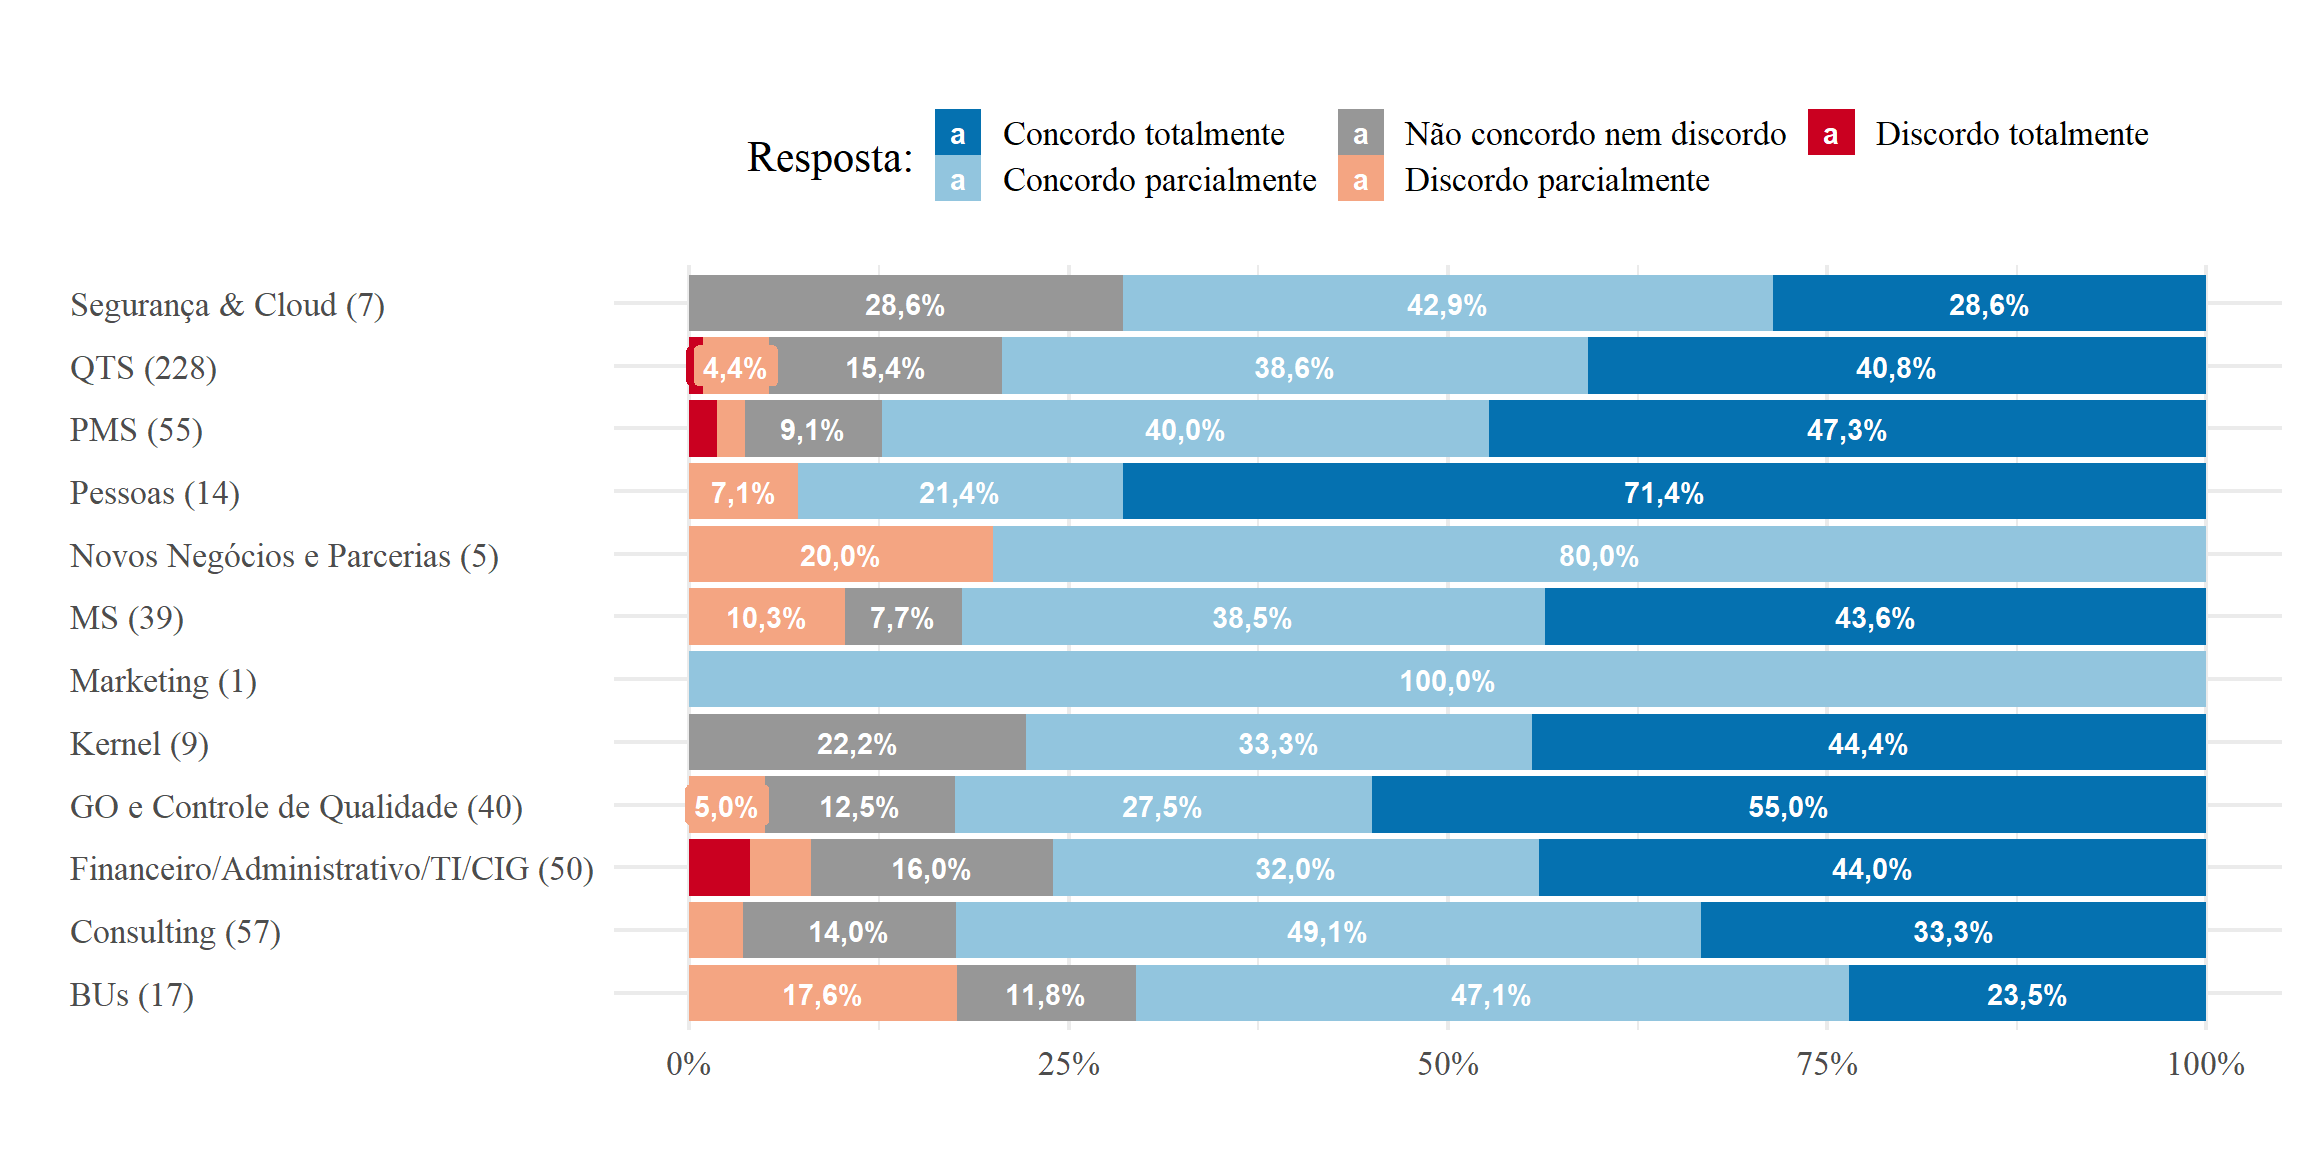 Resposta:
a Concordo totalmente a Não concordo nem discordo a Discordo totalmente
a Concordo parcialmente a Discordo parcialmente
Segurança & Cloud (7) 28,6% 42,9% 28,6%
QTS (228) 4,4% 15,4% 38,6% 40,8%
PMS (55) 9,1% 40,0% 47,3%
Pessoas (14) 7,1% 21,4% 71,4%
Novos Negócios e Parcerias (5) 20,0% 80,0%
MS (39) 10,3% 7,7% 38,5% 43,6%
Marketing (1) 100,0%
Kernel (9) 22,2% 33,3% 44,4%
GO e Controle de Qualidade (40) 5,0% 12,5% 27,5% 55,0%
Financeiro/Administrativo/TI/CIG (50) 16,0% 32,0% 44,0%
Consulting (57) 14,0% 49,1% 33,3%
BUs (17) 17,6% 11,8% 47,1% 23,5%
0% 25% 50% 75% 100%